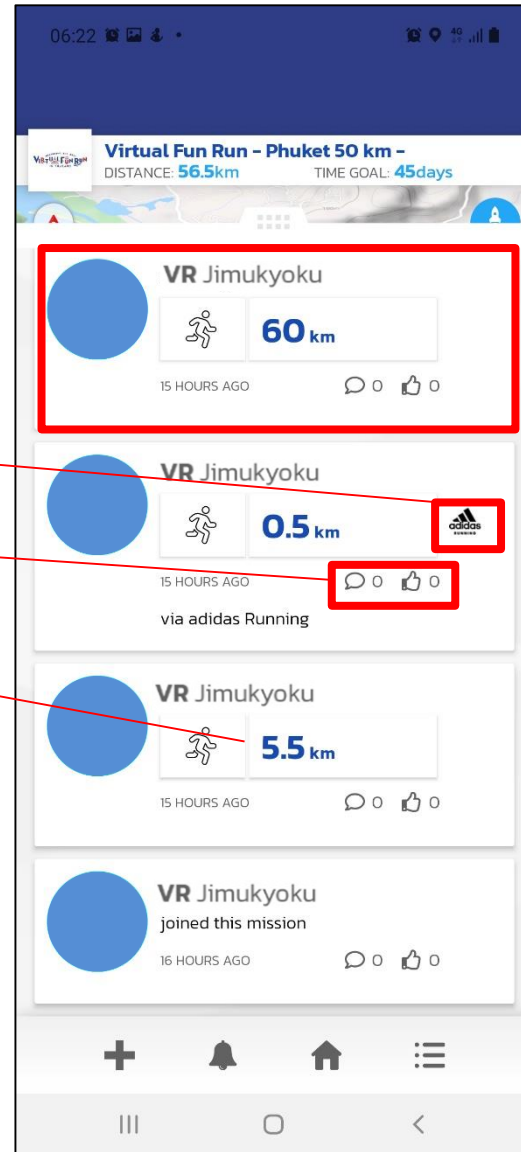 06:22
4G
Virtual Fun Run - Phuket 50 km -
DISTANCE: 56.5km TIME GOAL: 45days
VR Jimukyoku
60 km
15 HOURS AGO 0 0
VR Jimukyoku
0.5 km
adidas
RUNNING
15 HOURS AGO 0 0
via adidas Running
VR Jimukyoku
5.5 km
15 HOURS AGO 0 0
VR Jimukyoku
joined this mission
16 HOURS AGO 0 0